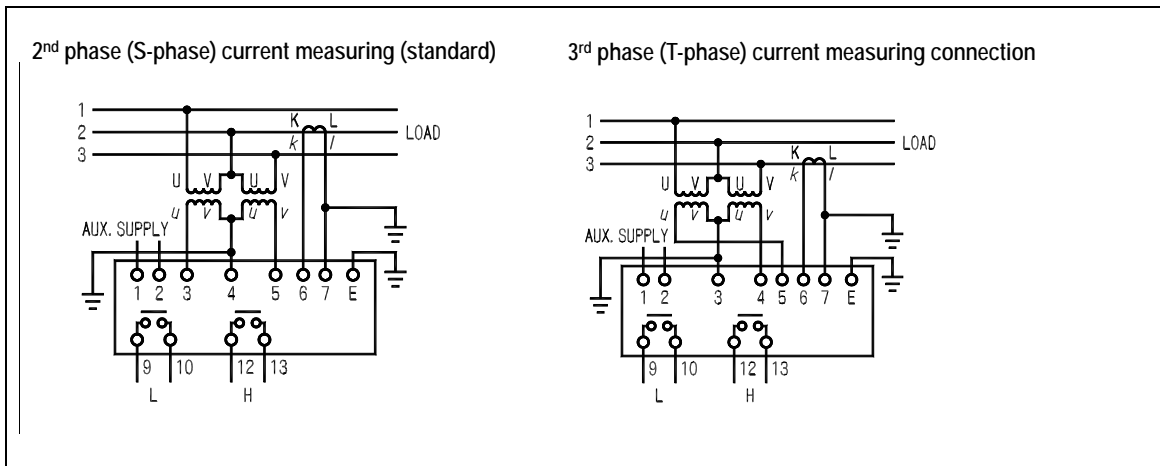 2nd phase (S-phase) current measuring (standard)
1
2
3
K L
k l
LOAD
U V U V
u v u v
AUX. SUPPLY
1 2 3 4 5 6 7 E
9 10 12 13
L H
3rd phase (T-phase) current measuring connection
1
2
3
LOAD
K L
k l
U V U V
u v u v
AUX. SUPPLY
1 2 3 4 5 6 7 E
9 10 12 13
L H